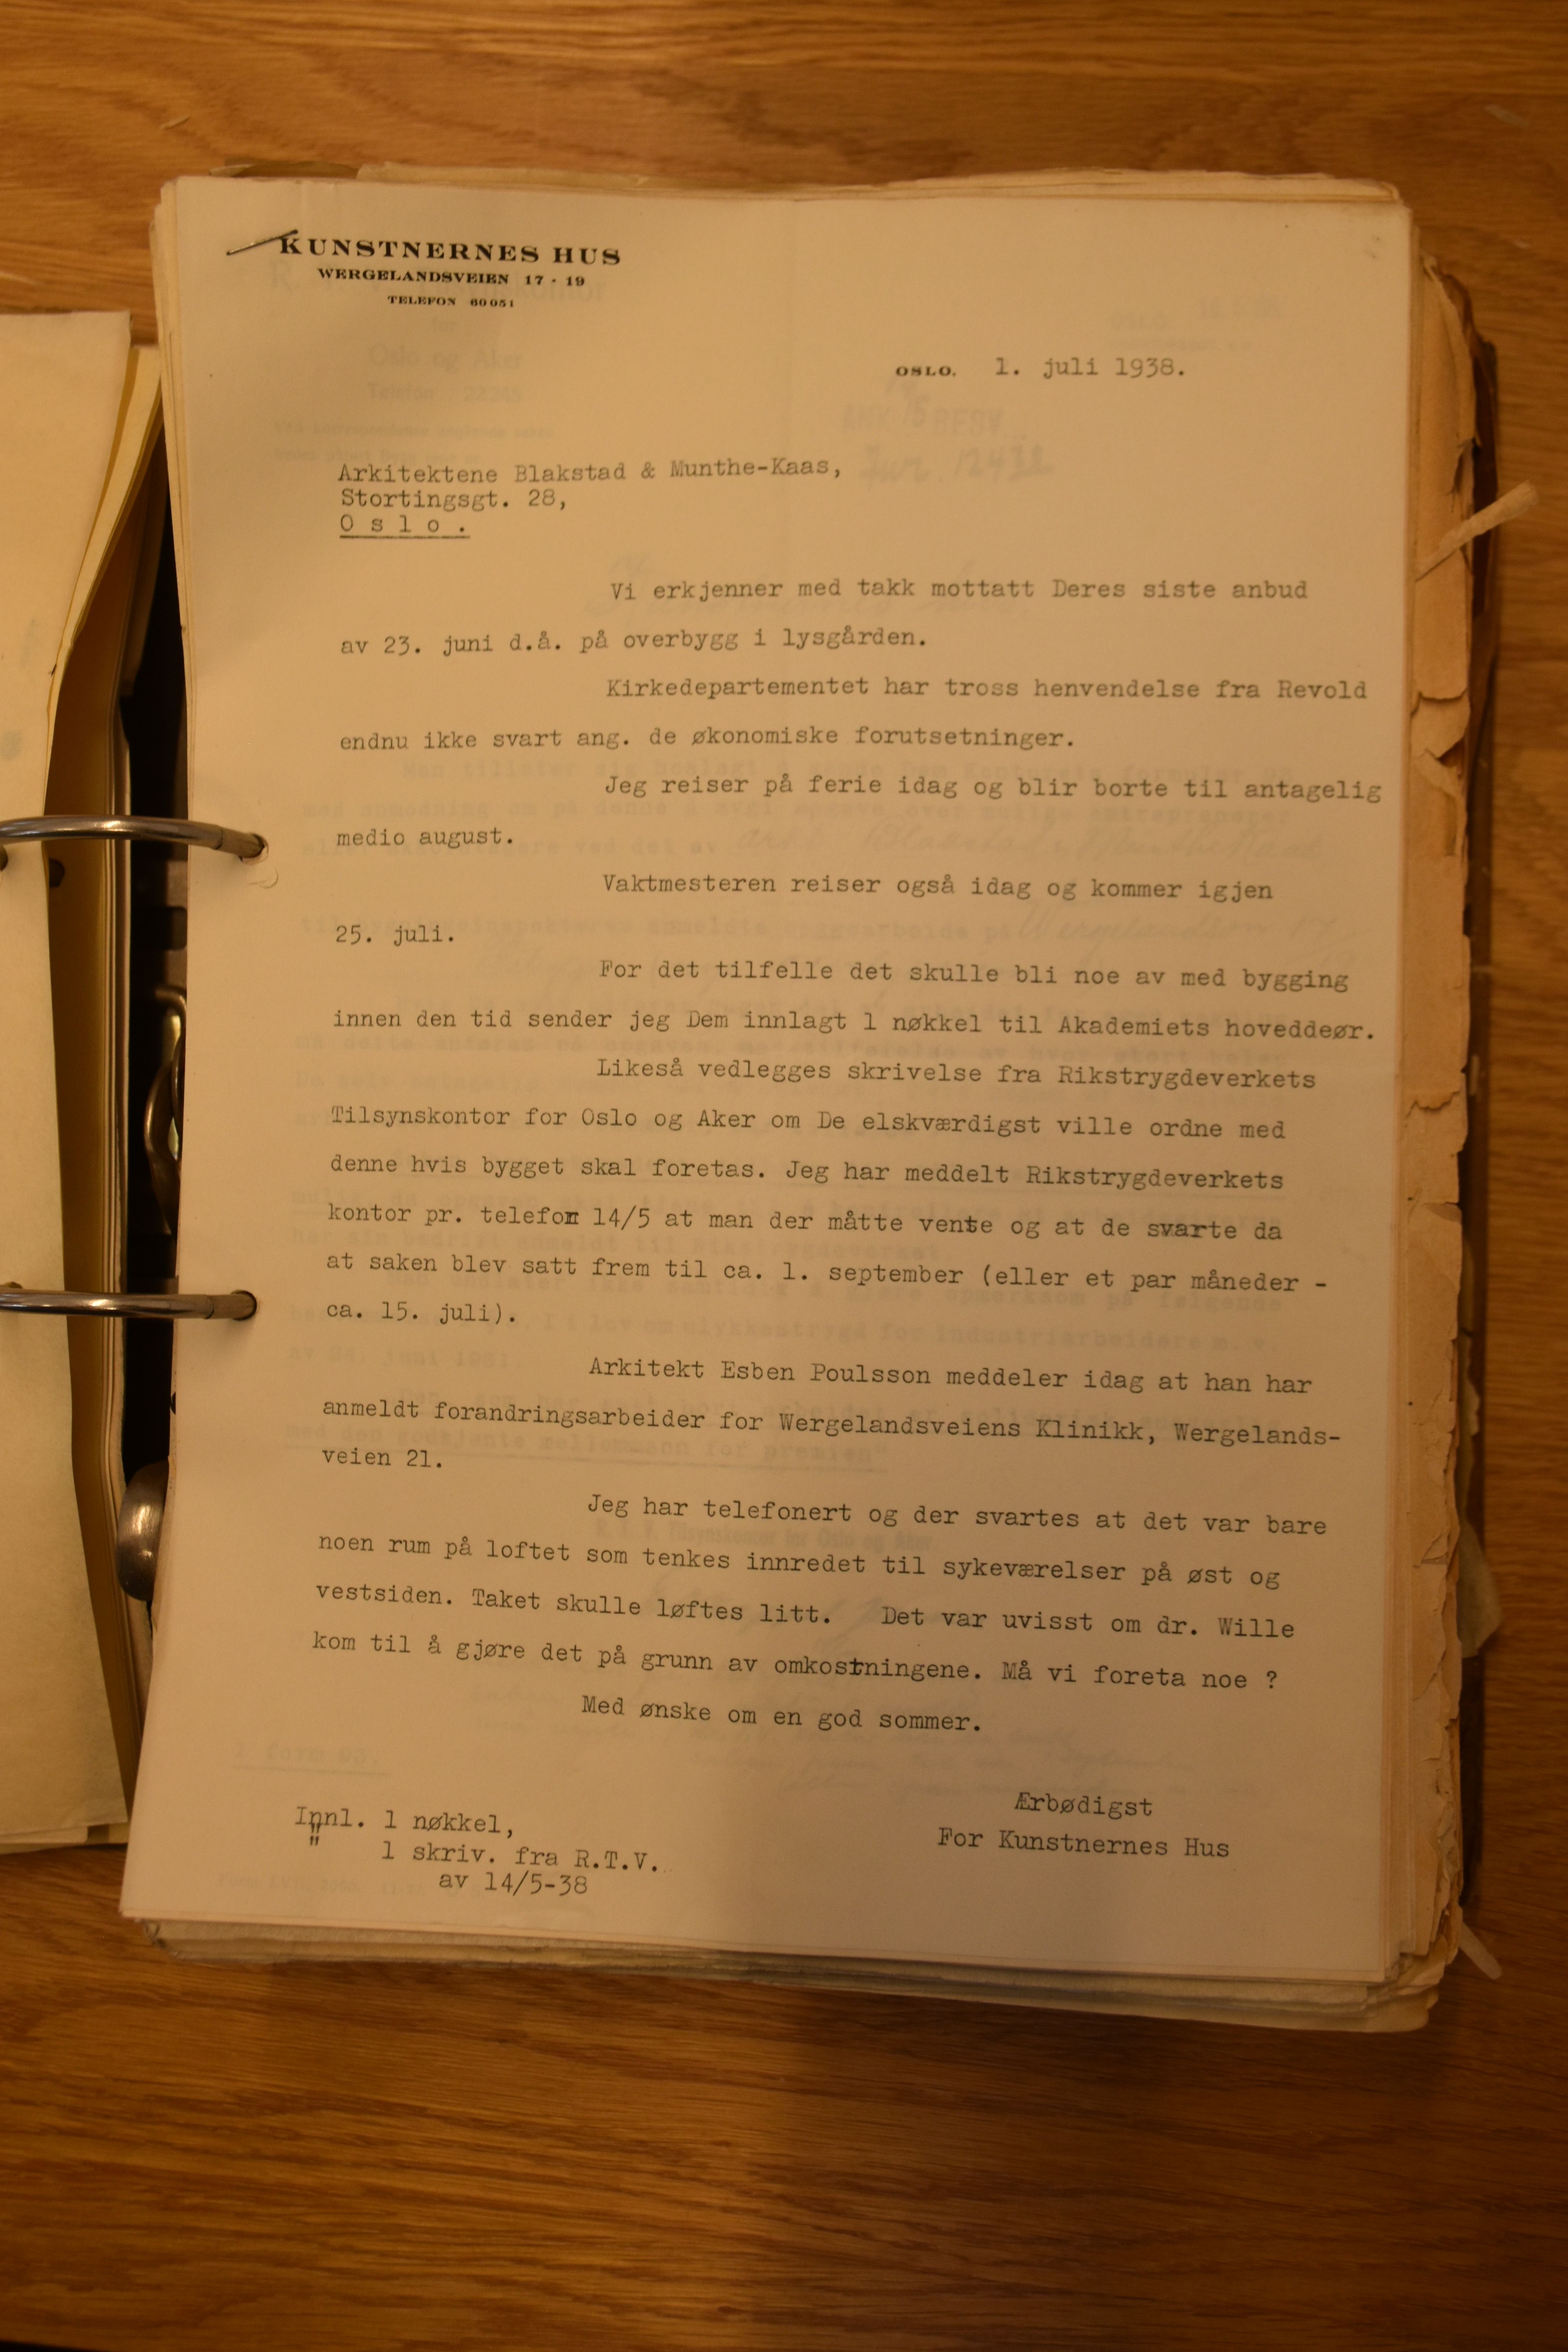 KUNSTNERNES HUS
WERGELANDSVEIEN 17 - 19
TELEFON 60051
OSLO, 1. juli 1938.
Arkitektene Blakstad & Munthe-Kaas,
Stortingsgt. 28,
O s l o .
Vi erkjenner med takk mottatt Deres siste anbud
av 23. juni d.å. på overbygg i lysgården.
Kirkedepartementet har tross henvendelse fra Revold
endnu ikke svart ang. de økonomiske forutsetninger.
Jeg reiser på ferie idag og blir borte til antagelig
medio august.
Vaktmesteren reiser også idag og kommer igjen
25. juli.
For det tilfelle det skulle bli noe av med bygging
innen den tid sender jeg Dem innlagt 1 nøkkel til Akademiets hoveddeør.
Likeså vedlegges skrivelse fra Rikstrygdeverkets
Tilsynskontor for Oslo og Aker om De elskværdigst ville ordne med
denne hvis bygget skal foretas. Jeg har meddelt Rikstrygdeverkets
kontor pr. telefon 14/5 at man der måtte vente og at de svarte da
at saken blev satt frem til ca. 1. september (eller et par måneder -
ca. 15. juli).
Arkitekt Esben Poulsson meddeler idag at han har
anmeldt forandringsarbeider for Wergelandsveiens Klinikk, Wergelands-
veien 21.
Jeg har telefonert og der svartes at det var bare
noen rum på loftet som tenkes innredet til sykeværelser på øst og
vestsiden. Taket skulle løftes litt. Det var uvisst om dr. Wille
kom til å gjøre det på grunn av omkostningene. Må vi foreta noe ?
Med ønske om en god sommer.
Ærbødigst
For Kunstnernes Hus
Innl. 1 nøkkel,
" 1 skriv. fra R.T.V.
av 14/5-38